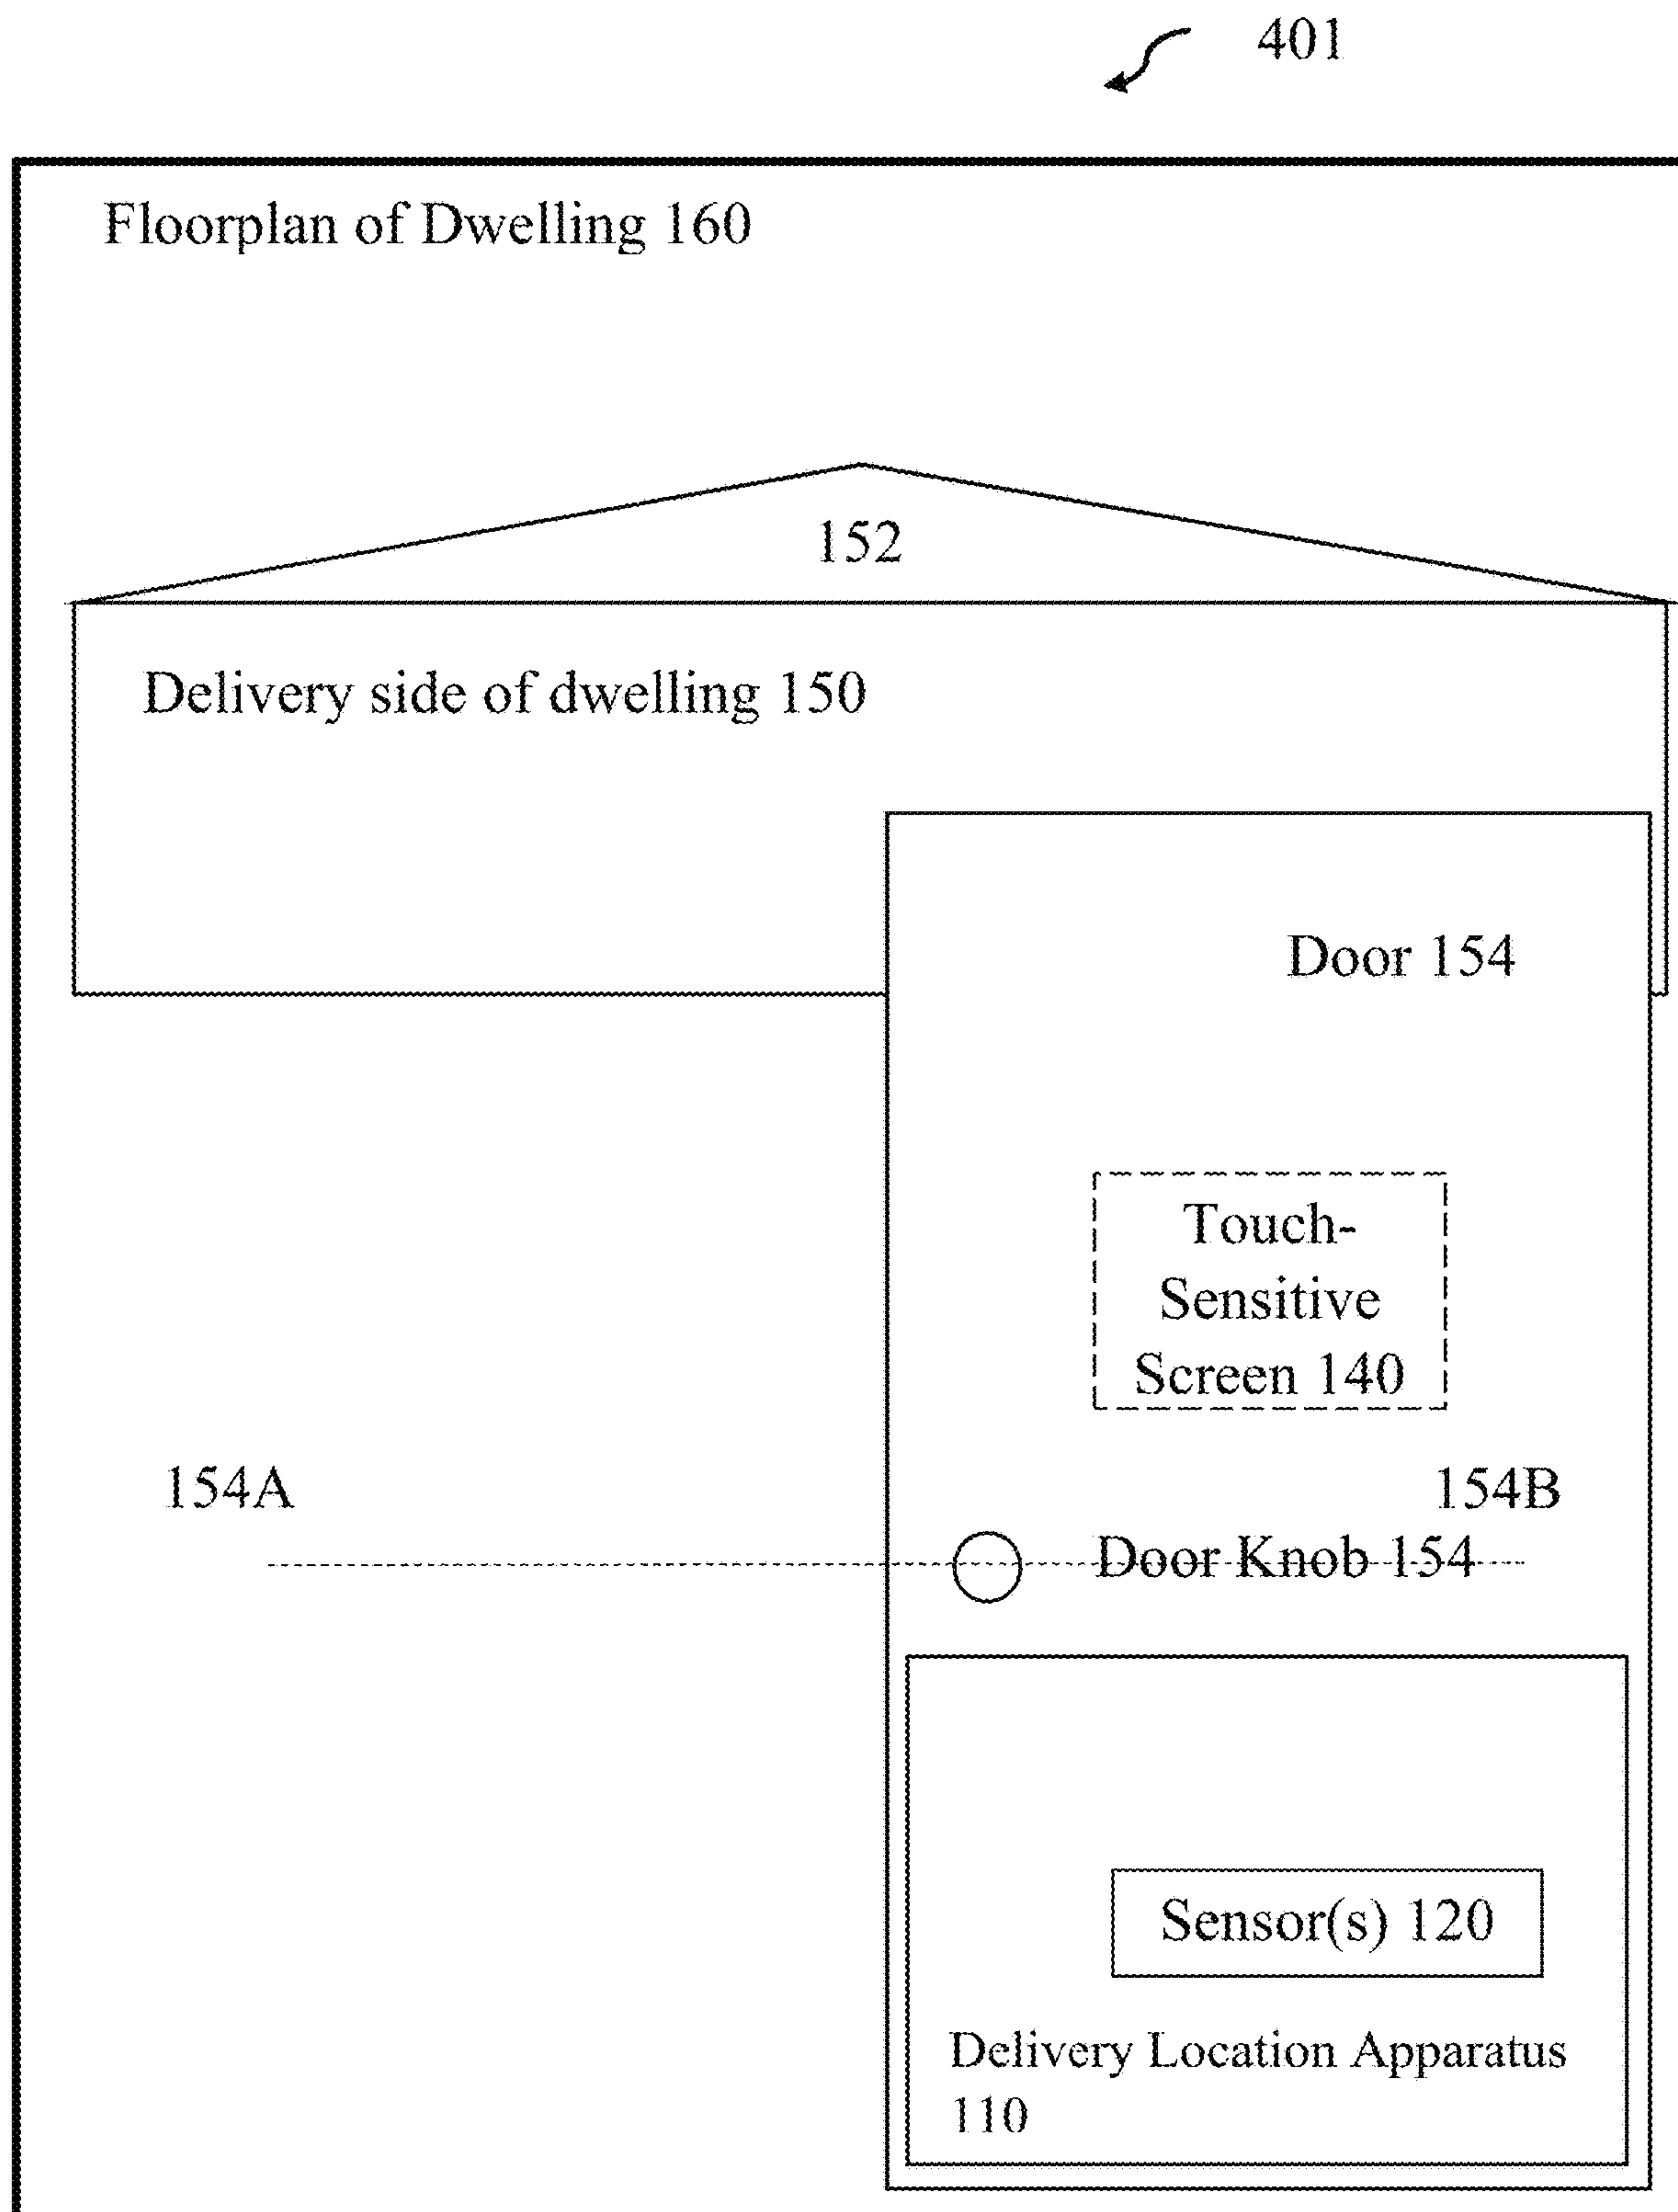 401
Floorplan of Dwelling 160
152
Delivery side of dwelling 150
Door 154
Touch-
Sensitive
Screen 140
154A
154B
Door Knob 154
Sensor(s) 120
Delivery Location Apparatus
110